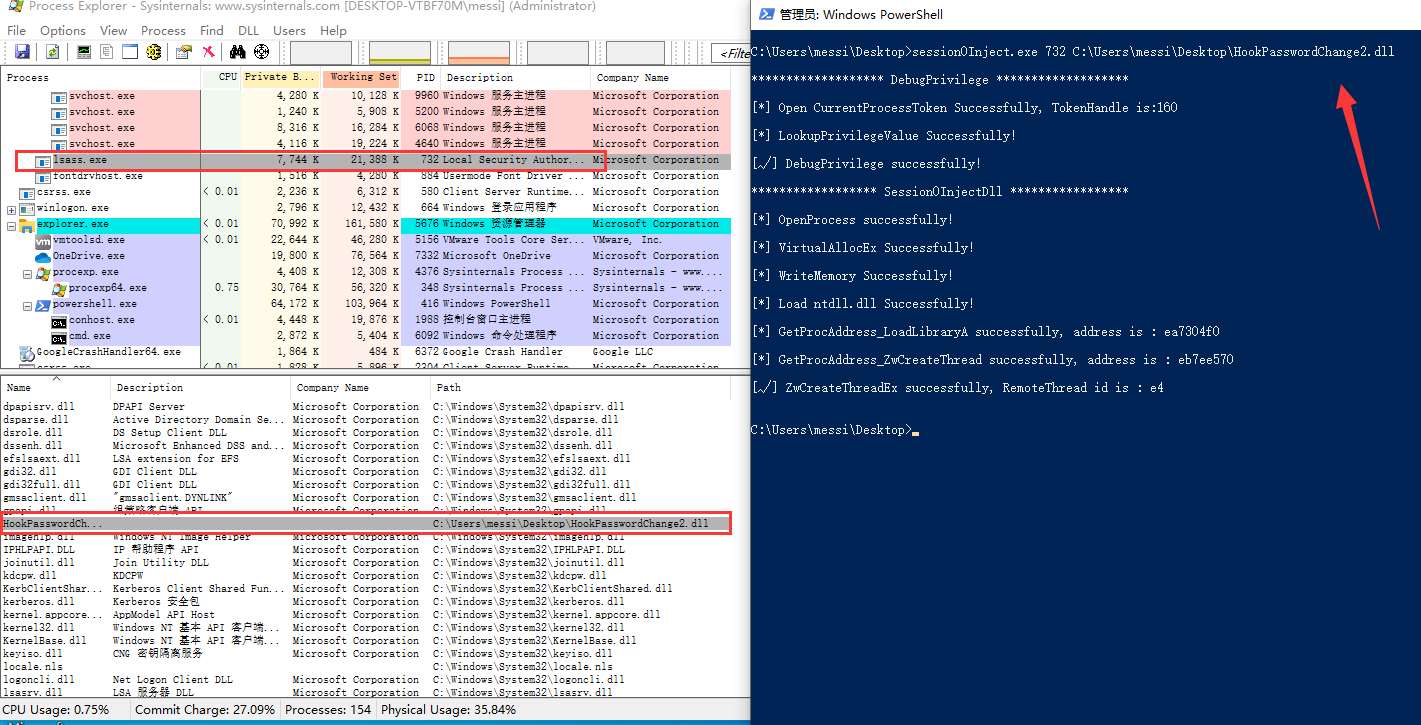 Process Explorer - Sysinternals: www.sysinternals.com [DESKTOP-VTBF70M\messi] (Administrator)
File Options View Process Find DLL Users Help
<Filte
Process CPU Private B... Working Set PID Description Company Name
svchost.exe 4,280 K 10,128 K 9960 Windows 服务主进程 Microsoft Corporation
svchost.exe 1,240 K 5,908 K 5200 Windows 服务主进程 Microsoft Corporation
svchost.exe 8,316 K 16,284 K 6068 Windows 服务主进程 Microsoft Corporation
svchost.exe 4,116 K 19,224 K 4640 Windows 服务主进程 Microsoft Corporation
lsass.exe 7,744 K 21,388 K 732 Local Security Author... Microsoft Corporation
fontdrvhost.exe 1,516 K 4,280 K 884 Usermode Font Driver ... Microsoft Corporation
csrss.exe < 0.01 2,236 K 6,312 K 580 Client Server Runtime... Microsoft Corporation
winlogon.exe 2,796 K 12,432 K 664 Windows 登录应用程序 Microsoft Corporation
explorer.exe < 0.01 70,992 K 161,580 K 5676 Windows 资源管理器 Microsoft Corporation
vmtoolsd.exe < 0.01 22,644 K 46,280 K 5156 VMware Tools Core Ser... VMware, Inc.
OneDrive.exe 19,800 K 76,564 K 7332 Microsoft OneDrive Microsoft Corporation
procexp.exe 4,408 K 12,308 K 4376 Sysinternals Process ... Sysinternals - www....
procexp64.exe 0.75 30,764 K 56,320 K 348 Sysinternals Process ... Sysinternals - www....
powershell.exe 64,172 K 103,964 K 416 Windows PowerShell Microsoft Corporation
conhost.exe < 0.01 4,448 K 19,876 K 1988 控制台窗口主进程 Microsoft Corporation
cmd.exe 2,872 K 5,404 K 6092 Windows 命令处理程序 Microsoft Corporation
GoogleCrashHandler64.exe 1,864 K 484 K 6372 Google Crash Handler Google LLC
Name Description Company Name Path
dpapisrv.dll DPAPI Server Microsoft Corporation C:\Windows\System32\dpapisrv.dll
dsparse.dll Active Directory Domain Se... Microsoft Corporation C:\Windows\System32\dsparse.dll
dsrole.dll DS Setup Client DLL Microsoft Corporation C:\Windows\System32\dsrole.dll
dssenh.dll Microsoft Enhanced DSS and... Microsoft Corporation C:\Windows\System32\dssenh.dll
efslsaext.dll LSA extension for EFS Microsoft Corporation C:\Windows\System32\efslsaext.dll
gdi32.dll GDI Client DLL Microsoft Corporation C:\Windows\System32\gdi32.dll
gdi32full.dll GDI Client DLL Microsoft Corporation C:\Windows\System32\gdi32full.dll
gmsaclient.dll "gmsaclient.DYNLINK" Microsoft Corporation C:\Windows\System32\gmsaclient.dll
gpapi.dll 组策略客户端 API Microsoft Corporation C:\Windows\System32\gpapi.dll
HookPasswordCh... C:\Users\messi\Desktop\HookPasswordChange2.dll
imagehlp.dll Windows NT Image Helper Microsoft Corporation C:\Windows\System32\imagehlp.dll
IPHLPAPI.DLL IP 帮助程序 API Microsoft Corporation C:\Windows\System32\IPHLPAPI.DLL
joinutil.dll Join Utility DLL Microsoft Corporation C:\Windows\System32\joinutil.dll
kdcpw.dll KDCPW Microsoft Corporation C:\Windows\System32\kdcpw.dll
KerbClientShar... Kerberos Client Shared Fun... Microsoft Corporation C:\Windows\System32\KerbClientShared.dll
kerberos.dll Kerberos 安全包 Microsoft Corporation C:\Windows\System32\kerberos.dll
kernel.appcore... AppModel API Host Microsoft Corporation C:\Windows\System32\kernel.appcore.dll
kernel32.dll Windows NT 基本 API 客户端... Microsoft Corporation C:\Windows\System32\kernel32.dll
KernelBase.dll Windows NT 基本 API 客户端... Microsoft Corporation C:\Windows\System32\KernelBase.dll
keyiso.dll CNG 密钥隔离服务 Microsoft Corporation C:\Windows\System32\keyiso.dll
locale.nls C:\Windows\System32\locale.nls
logoncli.dll Net Logon Client DLL Microsoft Corporation C:\Windows\System32\logoncli.dll
lsasrv.dll LSA 服务器 DLL Microsoft Corporation C:\Windows\System32\lsasrv.dll
CPU Usage: 0.75% Commit Charge: 27.09% Processes: 154 Physical Usage: 35.84%
管理员: Windows PowerShell
C:\Users\messi\Desktop>session0Inject.exe 732 C:\Users\messi\Desktop\HookPasswordChange2.dll
******************* DebugPrivilege *******************
[*] Open CurrentProcessToken Successfully, TokenHandle is:160
[*] LookupPrivilegeValue Successfully!
[√] DebugPrivilege successfully!
****************** Session0InjectDll *****************
[*] OpenProcess successfully!
[*] VirtualAllocEx Successfully!
[*] WriteMemory Successfully!
[*] Load ntdll.dll Successfully!
[*] GetProcAddress_LoadLibraryA successfully, address is : ea7304f0
[*] GetProcAddress_ZwCreateThread successfully, address is : eb7ee570
[√] ZwCreateThreadEx successfully, RemoteThread id is : e4
C:\Users\messi\Desktop>